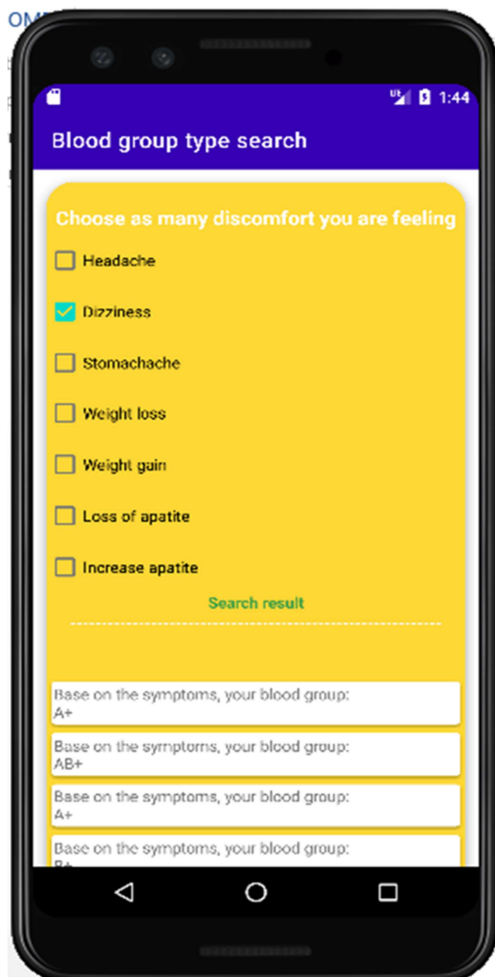 1:44
Blood group type search
Choose as many discomfort you are feeling
Headache
Dizziness
Stomachache
Weight loss
Weight gain
Loss of apatite
Increase apatite
Search result
Base on the symptoms, your blood group:
A+
Base on the symptoms, your blood group:
AB+
Base on the symptoms, your blood group:
A+
Base on the symptoms, your blood group: